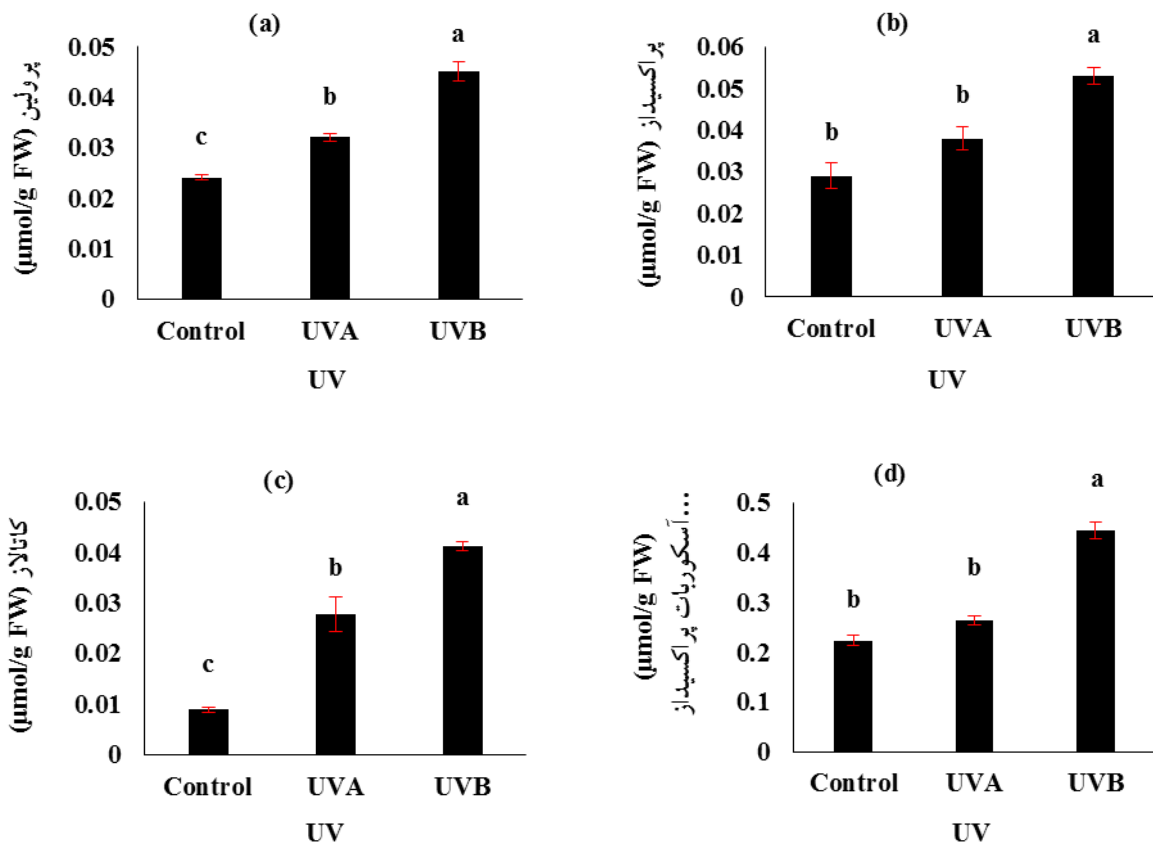 (a)
پرولین (µmol/g FW)
0.05
0.04
0.03
0.02
0.01
0
c
b
a
Control UVA UVB
UV
(b)
پراکسیداز (µmol/g FW)
0.06
0.05
0.04
0.03
0.02
0.01
0
b
b
a
Control UVA UVB
UV
(c)
کاتالاز (µmol/g FW)
0.05
0.04
0.03
0.02
0.01
0
c
b
a
Control UVA UVB
UV
(d)
(µmol/g FW)
آسکوربات پراکسیداز...
0.5
0.4
0.3
0.2
0.1
0
b
b
a
Control UVA UVB
UV